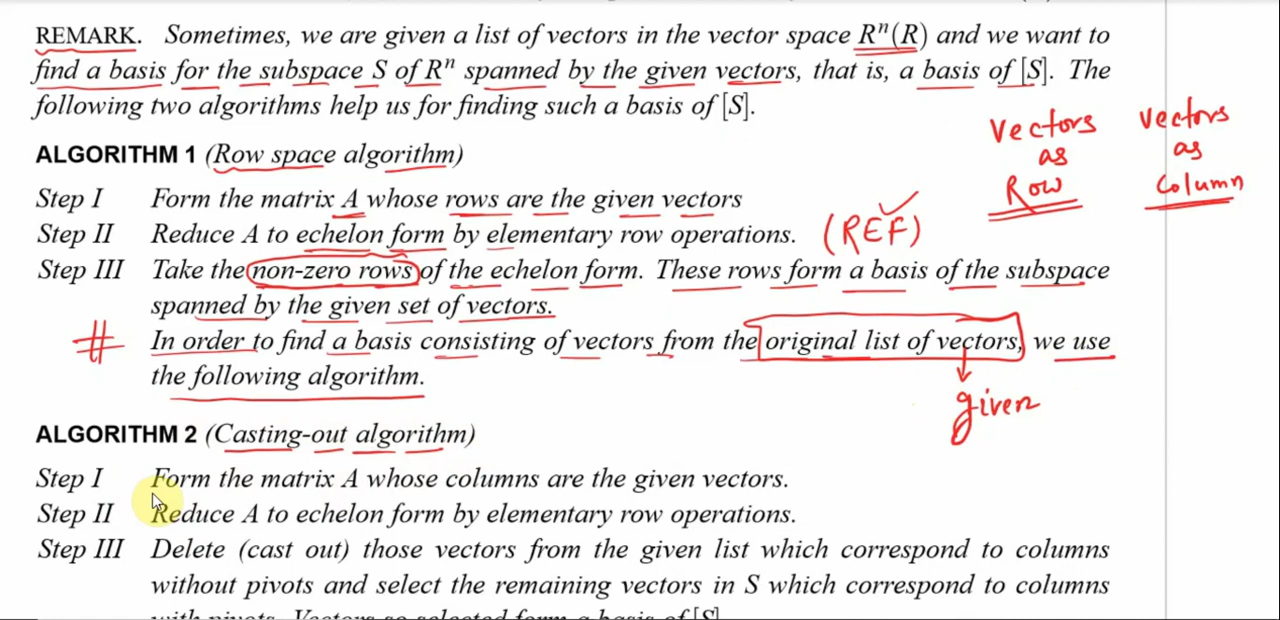 REMARK. Sometimes, we are given a list of vectors in the vector space Rⁿ(R) and we want to
find a basis for the subspace S of Rⁿ spanned by the given vectors, that is, a basis of [S]. The
following two algorithms help us for finding such a basis of [S].
vectors as Row
vectors as Column
ALGORITHM 1 (Row space algorithm)
Step I Form the matrix A whose rows are the given vectors
Step II Reduce A to echelon form by elementary row operations. (REF)
Step III Take the non-zero rows of the echelon form. These rows form a basis of the subspace
spanned by the given set of vectors.
# In order to find a basis consisting of vectors from the original list of vectors, we use
the following algorithm.
given
ALGORITHM 2 (Casting-out algorithm)
Step I Form the matrix A whose columns are the given vectors.
Step II Reduce A to echelon form by elementary row operations.
Step III Delete (cast out) those vectors from the given list which correspond to columns
without pivots and select the remaining vectors in S which correspond to columns
with pivots. Vectors so selected form a basis of [S]